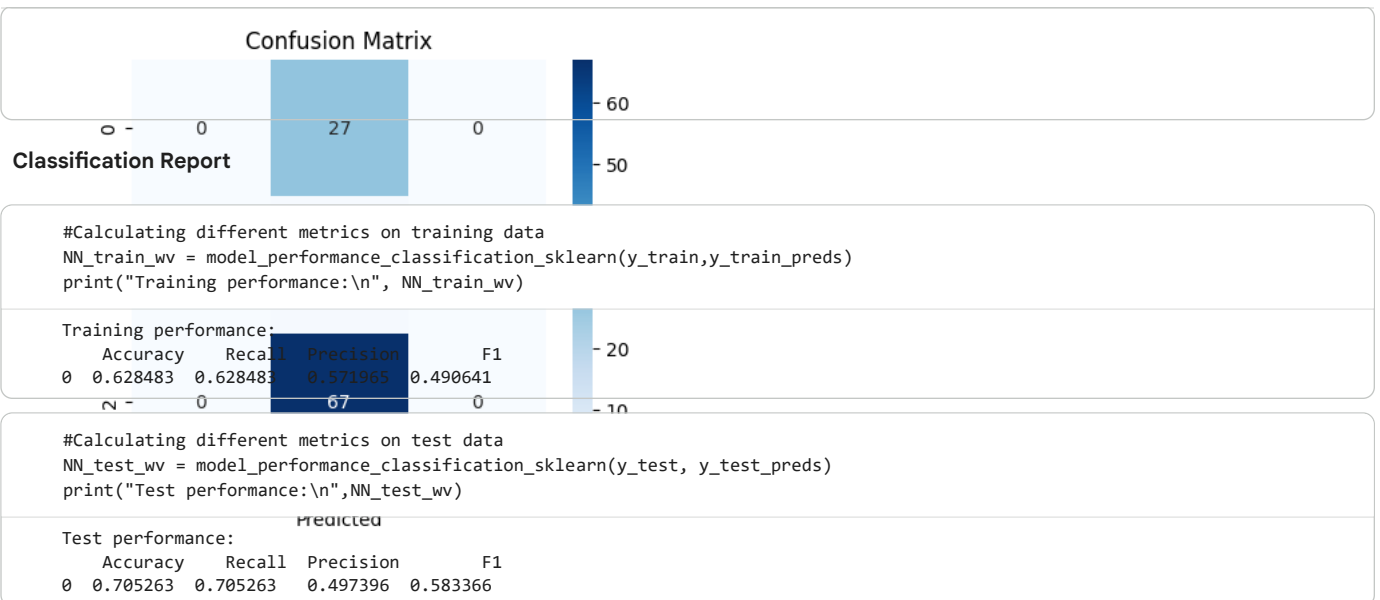 Confusion Matrix
60
0 0 27 0
Classification Report
50
#Calculating different metrics on training data
NN_train_wv = model_performance_classification_sklearn(y_train,y_train_preds)
print("Training performance:\n", NN_train_wv)
Training performance:
20
Accuracy Recall Precision F1
0 0.628483 0.628483 0.571965 0.490641
2 0 67 0
10
#Calculating different metrics on test data
NN_test_wv = model_performance_classification_sklearn(y_test, y_test_preds)
print("Test performance:\n",NN_test_wv)
Predicted
Test performance:
Accuracy Recall Precision F1
0 0.705263 0.705263 0.497396 0.583366